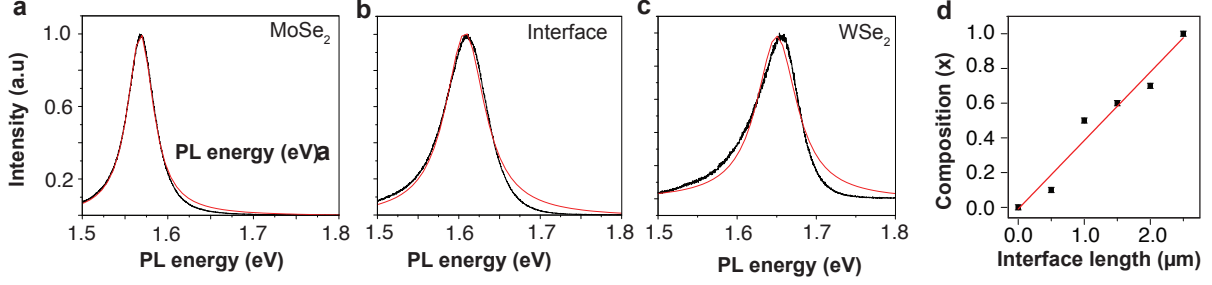 a
MoSe2
1.0
0.6
0.2
Intensity (a.u)
PL energy (eV)a
1.5
1.6
1.7
1.8
PL energy (eV)
b
Interface
1.5
1.6
1.7
1.8
PL energy (eV)
c
WSe2
1.5
1.6
1.7
1.8
PL energy (eV)
d
1.0
0.8
0.6
0.4
0.2
0.0
Composition (x)
0.0
1.0
2.0
Interface length (µm)